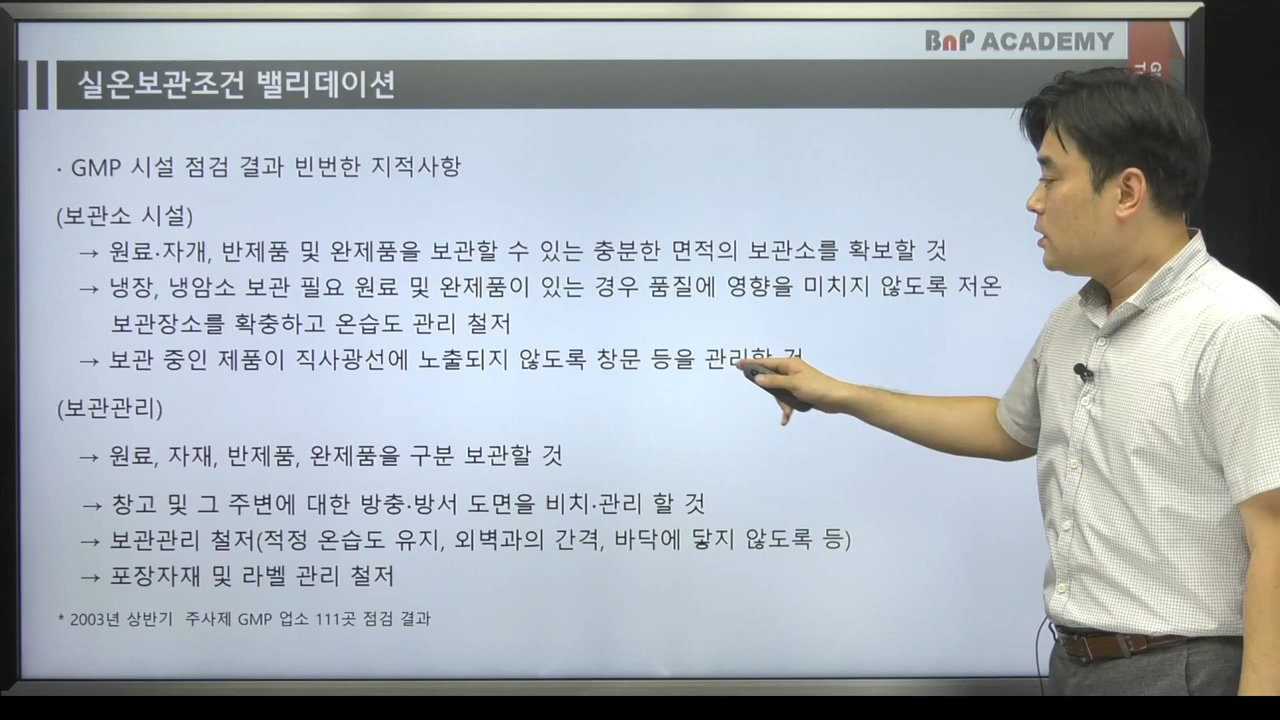 BnP ACADEMY
실온보관조건 밸리데이션
· GMP 시설 점검 결과 빈번한 지적사항
(보관소 시설)
→ 원료·자개, 반제품 및 완제품을 보관할 수 있는 충분한 면적의 보관소를 확보할 것
→ 냉장, 냉암소 보관 필요 원료 및 완제품이 있는 경우 품질에 영향을 미치지 않도록 저온
보관장소를 확충하고 온습도 관리 철저
→ 보관 중인 제품이 직사광선에 노출되지 않도록 창문 등을 관리할 것
(보관관리)
→ 원료, 자재, 반제품, 완제품을 구분 보관할 것
→ 창고 및 그 주변에 대한 방충·방서 도면을 비치·관리 할 것
→ 보관관리 철저(적정 온습도 유지, 외벽과의 간격, 바닥에 닿지 않도록 등)
→ 포장자재 및 라벨 관리 철저
* 2003년 상반기 주사제 GMP 업소 111곳 점검 결과